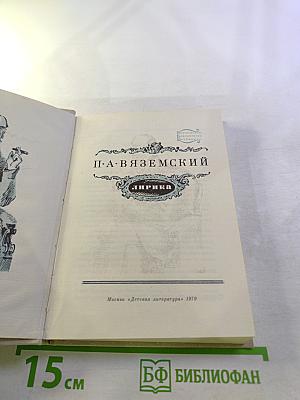 П·А·ВЯЗЕМСКИЙ
ЛИРИКА
Москва «Детская литература» 1979
15 см
БФ БИБЛИОФАН